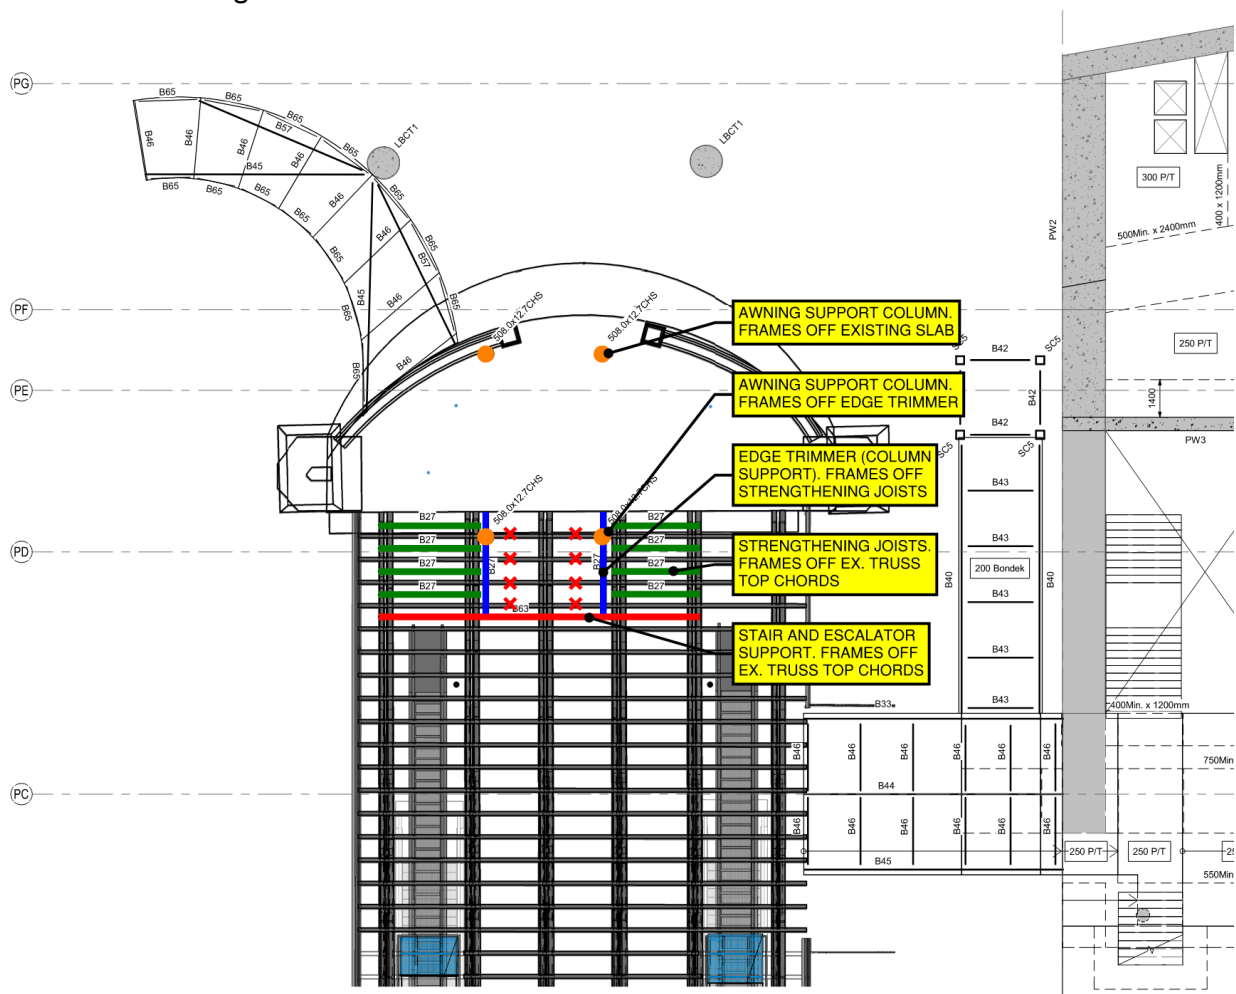 PG
B65
B65
B65
B57
B65
LBCT1
LBCT1
B46
B46
B46
B46
B45
B65
B65
B65
B65
B46
B65
B46
B65
B57
B65
B45
B46
B65
B46
B65
300 P/T
400 x 1200mm
500Min. x 2400mm
PW2
PF
508.0x12.7CHS
AWNING SUPPORT COLUMN.
FRAMES OFF EXISTING SLAB
SC5
B42
SC5
250 P/T
PE
AWNING SUPPORT COLUMN.
FRAMES OFF EDGE TRIMMER
B42
1400
B42
PW3
SC5
SC5
EDGE TRIMMER (COLUMN
SUPPORT). FRAMES OFF
STRENGTHENING JOISTS
B43
508.0x12.7CHS
508.0x12.7CHS
B27
B27
B27
B27
B27
B27
B27
B27
B27
B27
PD
STRENGTHENING JOISTS.
FRAMES OFF EX. TRUSS
TOP CHORDS
B43
200 Bondek
B40
B40
B43
B63
STAIR AND ESCALATOR
SUPPORT. FRAMES OFF
EX. TRUSS TOP CHORDS
B43
B43
B33
400Min. x 1200mm
B46
B46
B46
B46
B46
B46
750Min
PC
B44
B46
B46
B46
B46
B46
B46
B45
250 P/T
250 P/T
550Min